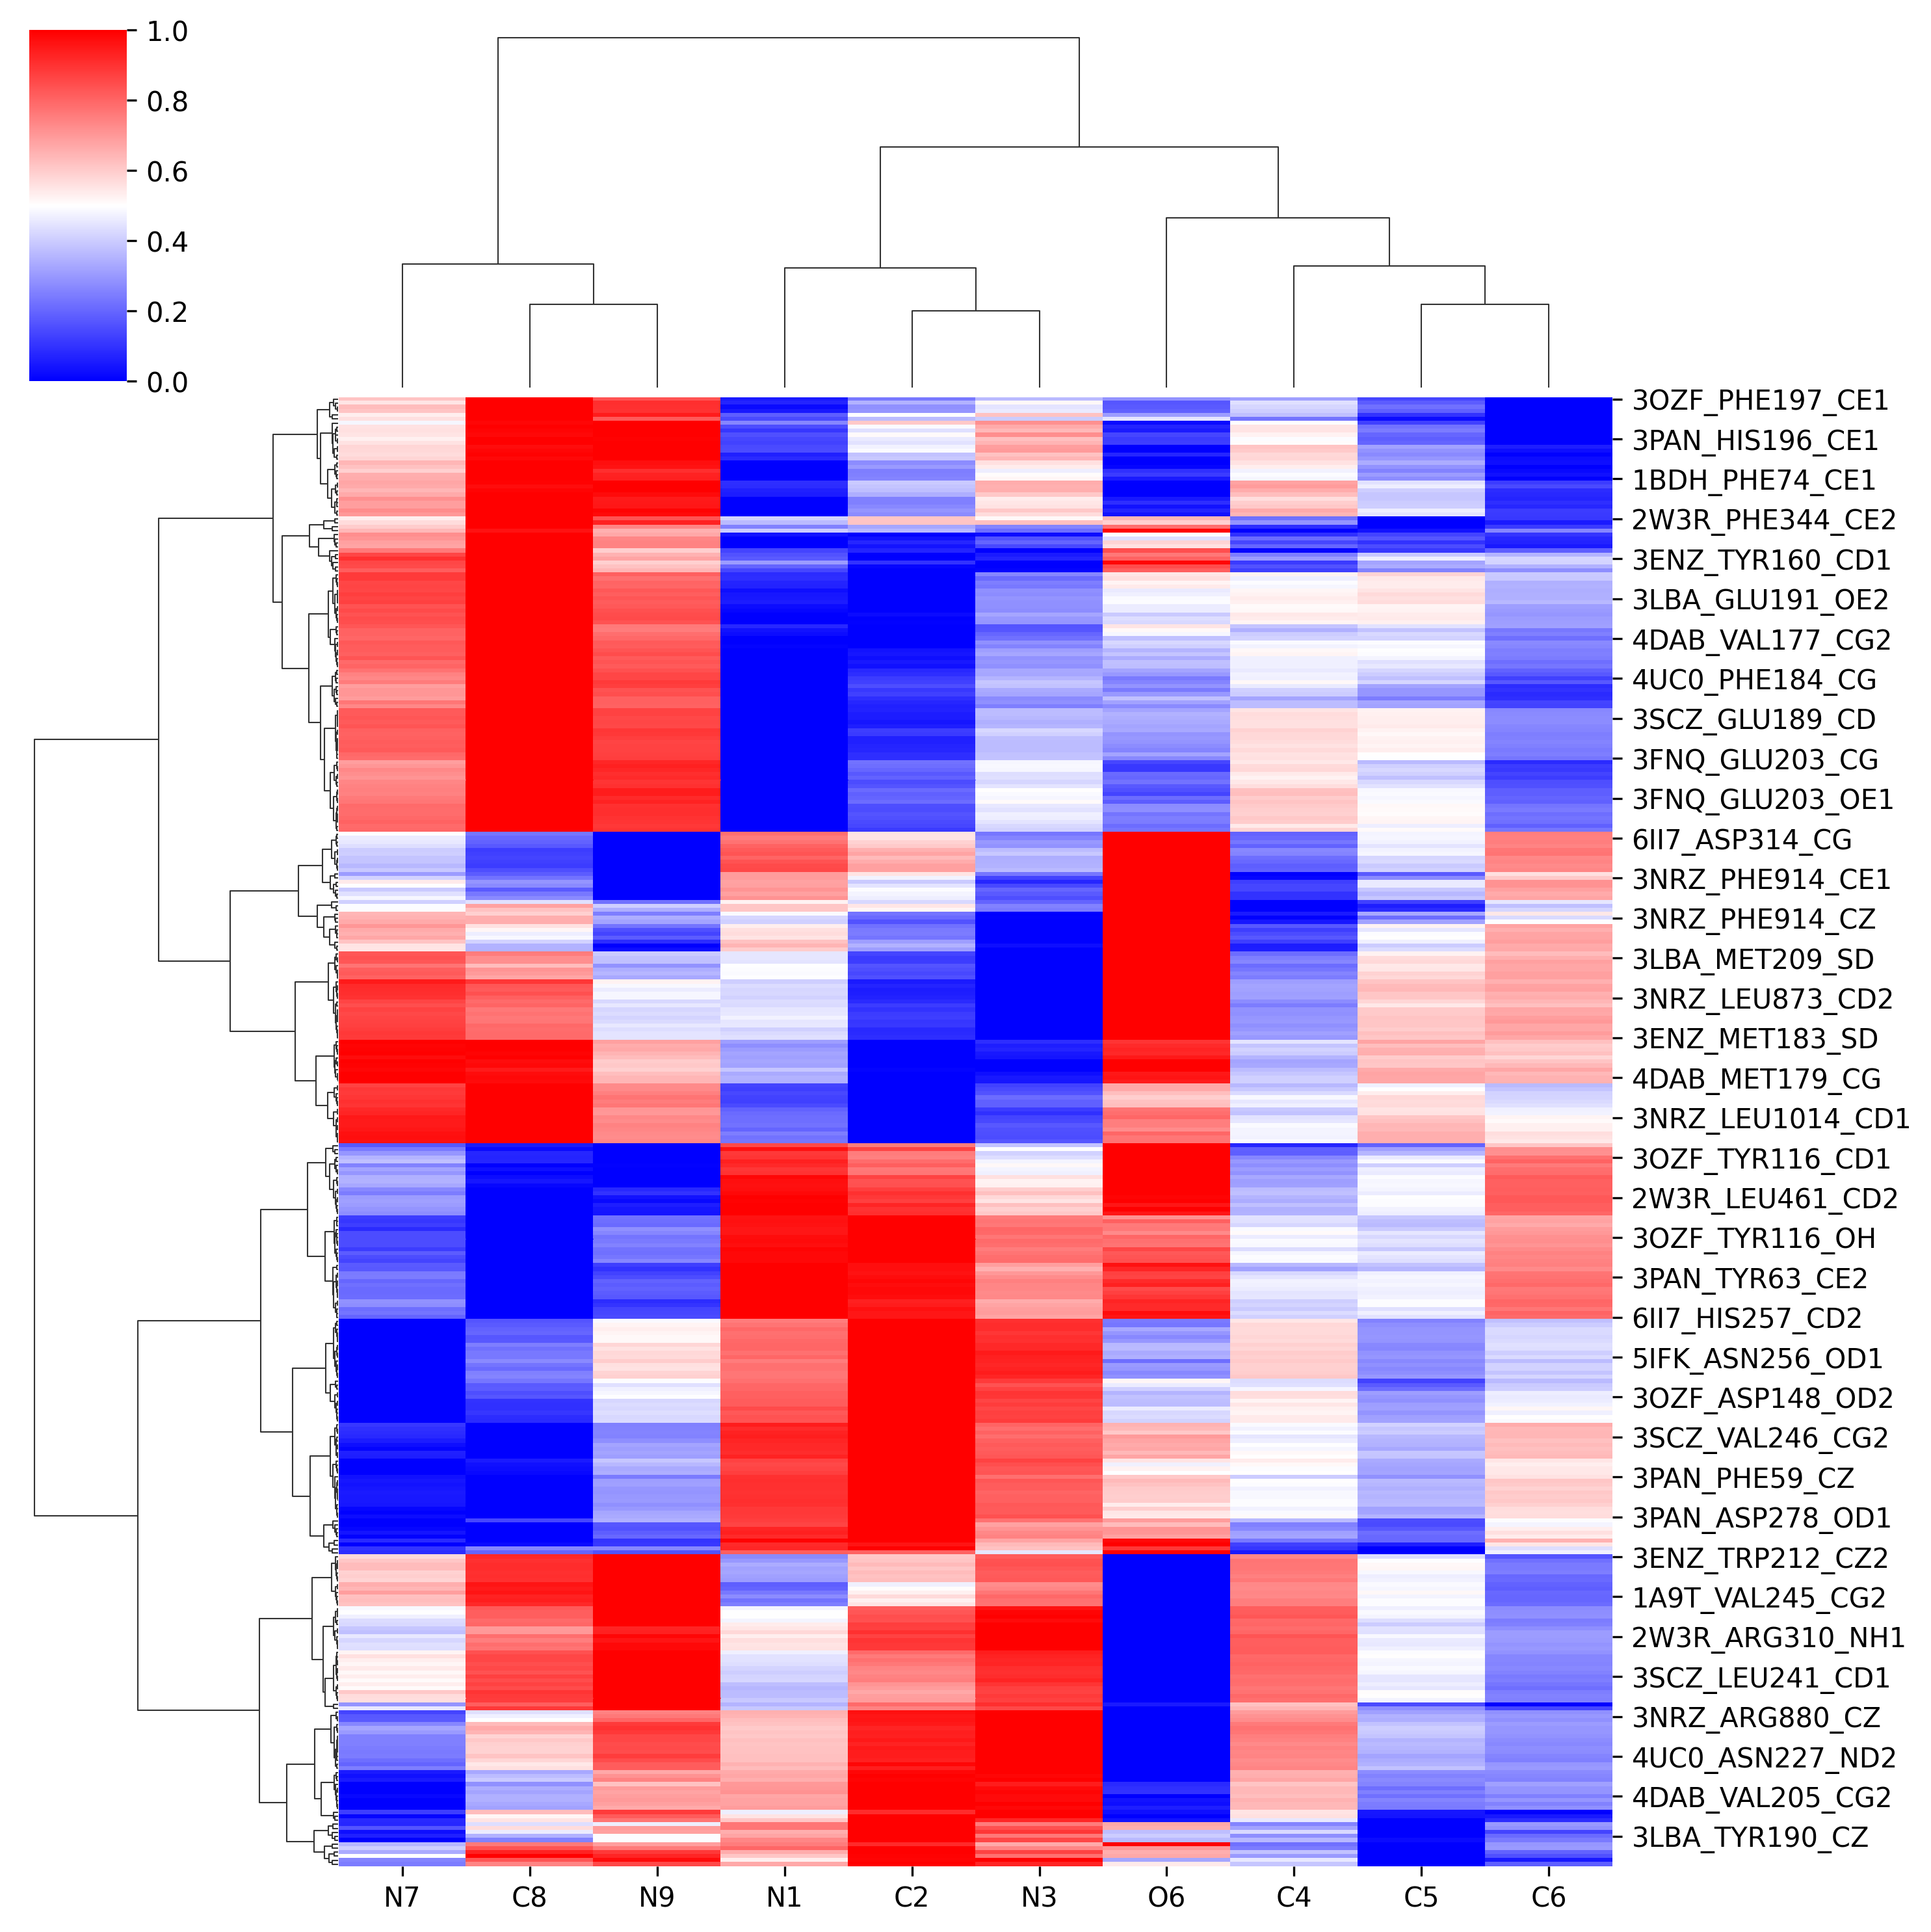 1.0
0.8
0.6
0.4
0.2
0.0
3OZF_PHE197_CE1
3PAN_HIS196_CE1
1BDH_PHE74_CE1
2W3R_PHE344_CE2
3ENZ_TYR160_CD1
3LBA_GLU191_OE2
4DAB_VAL177_CG2
4UC0_PHE184_CG
3SCZ_GLU189_CD
3FNQ_GLU203_CG
3FNQ_GLU203_OE1
6II7_ASP314_CG
3NRZ_PHE914_CE1
3NRZ_PHE914_CZ
3LBA_MET209_SD
3NRZ_LEU873_CD2
3ENZ_MET183_SD
4DAB_MET179_CG
3NRZ_LEU1014_CD1
3OZF_TYR116_CD1
2W3R_LEU461_CD2
3OZF_TYR116_OH
3PAN_TYR63_CE2
6II7_HIS257_CD2
5IFK_ASN256_OD1
3OZF_ASP148_OD2
3SCZ_VAL246_CG2
3PAN_PHE59_CZ
3PAN_ASP278_OD1
3ENZ_TRP212_CZ2
1A9T_VAL245_CG2
2W3R_ARG310_NH1
3SCZ_LEU241_CD1
3NRZ_ARG880_CZ
4UC0_ASN227_ND2
4DAB_VAL205_CG2
3LBA_TYR190_CZ
N7 C8 N9 N1 C2 N3 O6 C4 C5 C6